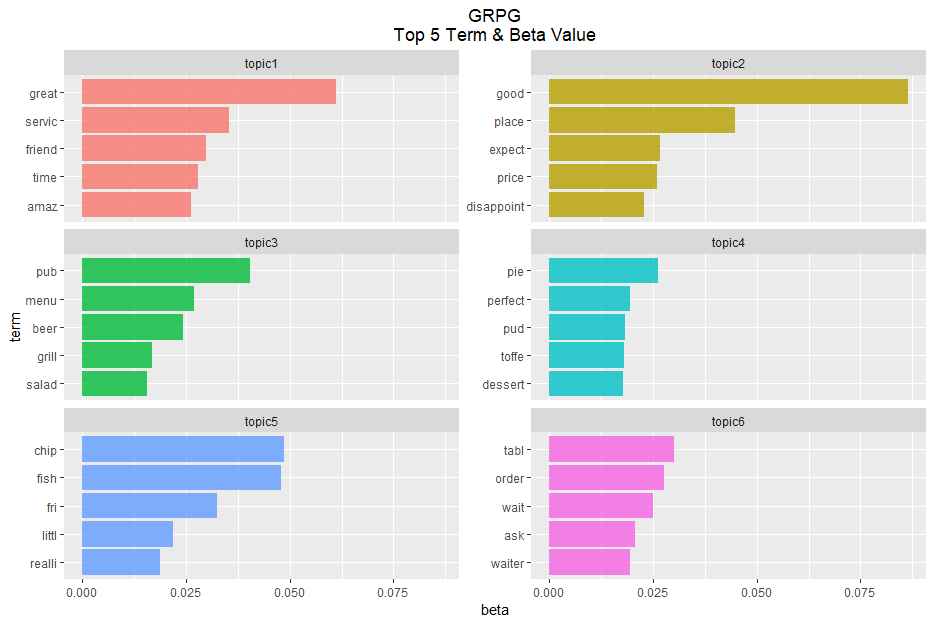 GRPG
Top 5 Term & Beta Value
topic1
great
servic
friend
time
amaz
topic2
good
place
expect
price
disappoint
topic3
pub
menu
beer
grill
salad
topic4
pie
perfect
pud
toffe
dessert
topic5
chip
fish
fri
littl
realli
topic6
tabl
order
wait
ask
waiter
term
0.000 0.025 0.050 0.075
0.000 0.025 0.050 0.075
beta